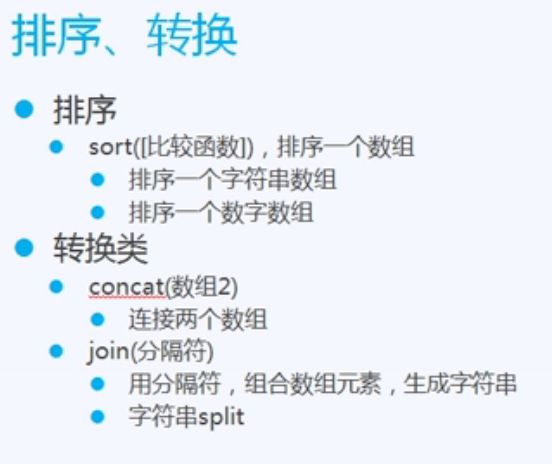 排序、转换
排序
sort([比较函数])，排序一个数组
排序一个字符串数组
排序一个数字数组
转换类
concat(数组2)
连接两个数组
join(分隔符)
用分隔符，组合数组元素，生成字符串
字符串split